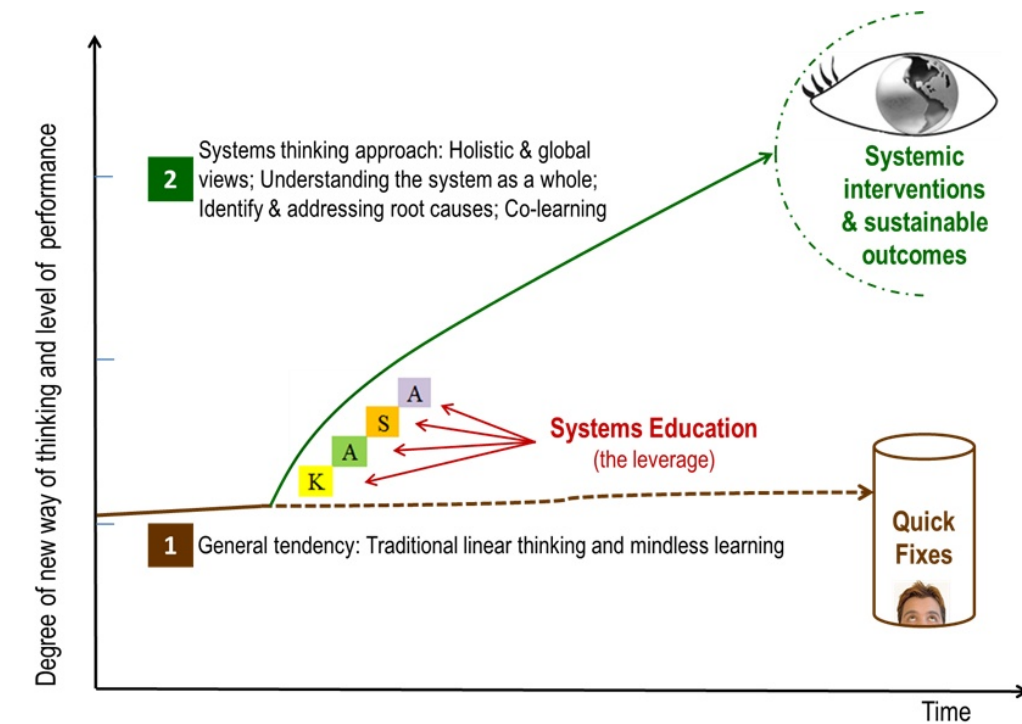 Degree of new way of thinking and level of performance
2
Systems thinking approach: Holistic & global
views; Understanding the system as a whole;
Identify & addressing root causes; Co-learning
Systemic
interventions
& sustainable
outcomes
A
S
A
K
Systems Education
(the leverage)
Quick
Fixes
1
General tendency: Traditional linear thinking and mindless learning
Time